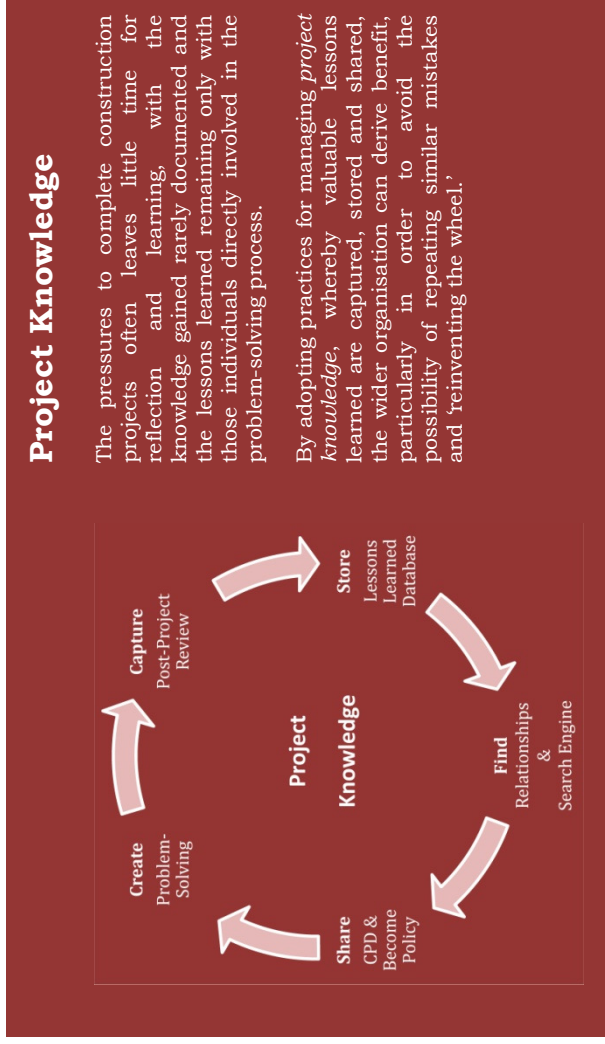 Project Knowledge
The pressures to complete construction
projects often leaves little time for
reflection and learning, with the
knowledge gained rarely documented and
the lessons learned remaining only with
those individuals directly involved in the
problem-solving process.
By adopting practices for managing project
knowledge, whereby valuable lessons
learned are captured, stored and shared,
the wider organisation can derive benefit,
particularly in order to avoid the
possibility of repeating similar mistakes
and ‘reinventing the wheel.’
Create
Problem-
Solving
Capture
Post-Project
Review
Store
Lessons
Learned
Database
Find
Relationships
&
Search Engine
Share
CPD &
Become
Policy
Project
Knowledge